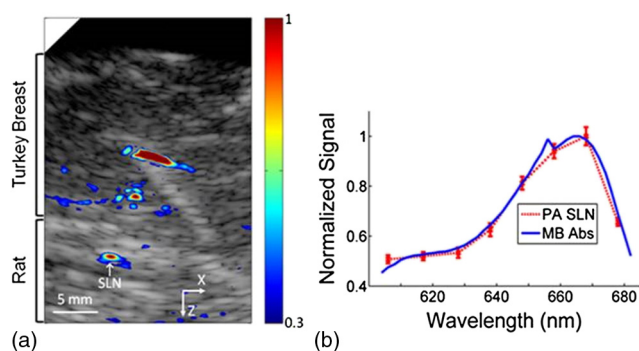 (a)
Turkey Breast
Rat
SLN
X
Z
5 mm
1
0.3
(b)
Normalized Signal
1
0.8
0.6
0.4
PA SLN
MB Abs
620 640 660 680
Wavelength (nm)